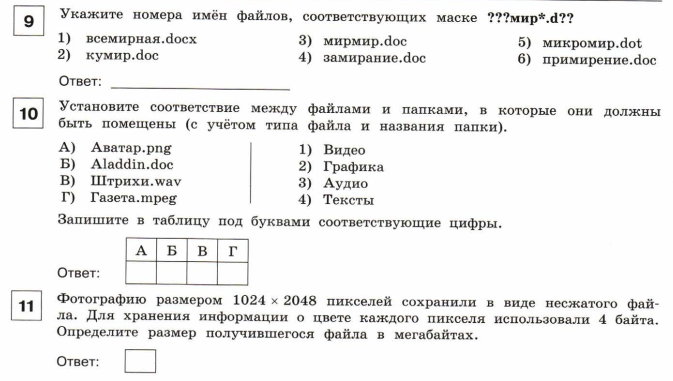 9 Укажите номера имён файлов, соответствующих маске ???мир*.d??
1) всемирная.docx 3) мирмир.doc 5) микромир.dot
2) кумир.doc 4) замирание.doc 6) примирение.doc
Ответ:
10 Установите соответствие между файлами и папками, в которые они должны
быть помещены (с учётом типа файла и названия папки).
А) Аватар.png 1) Видео
Б) Aladdin.doc 2) Графика
В) Штрихи.wav 3) Аудио
Г) Газета.mpeg 4) Тексты
Запишите в таблицу под буквами соответствующие цифры.
А Б В Г
Ответ:
11 Фотографию размером 1024 × 2048 пикселей сохранили в виде несжатого фай-
ла. Для хранения информации о цвете каждого пикселя использовали 4 байта.
Определите размер получившегося файла в мегабайтах.
Ответ: